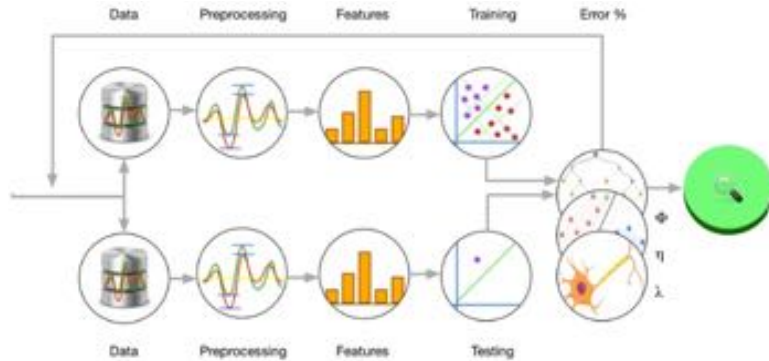 Data Preprocessing Features Training Error %
Φ
η
λ
Data Preprocessing Features Testing